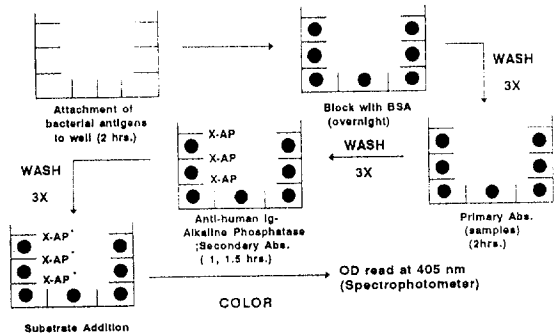 Attachment of
bacterial antigens
to well (2 hrs.)
Block with BSA
(overnight)
WASH
3X
Primary Abs.
(samples)
(2hrs.)
WASH
3X
X-AP
X-AP
X-AP
Anti-human Ig-
Alkaline Phosphatase
;Secondary Abs.
( 1, 1.5 hrs.)
WASH
3X
X-AP*
X-AP*
X-AP*
Substrate Addition
COLOR
OD read at 405 nm
(Spectrophotometer)